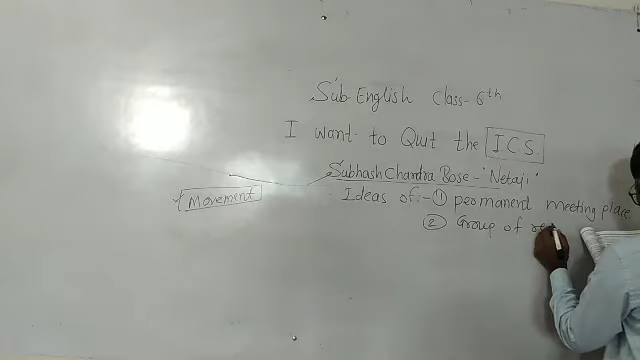 Sub English Class-6th
I want to Quit the ICS
Subhash Chandra Bose - "Netaji"
Movement
Ideas of :- ① permanent meeting place
② Group of